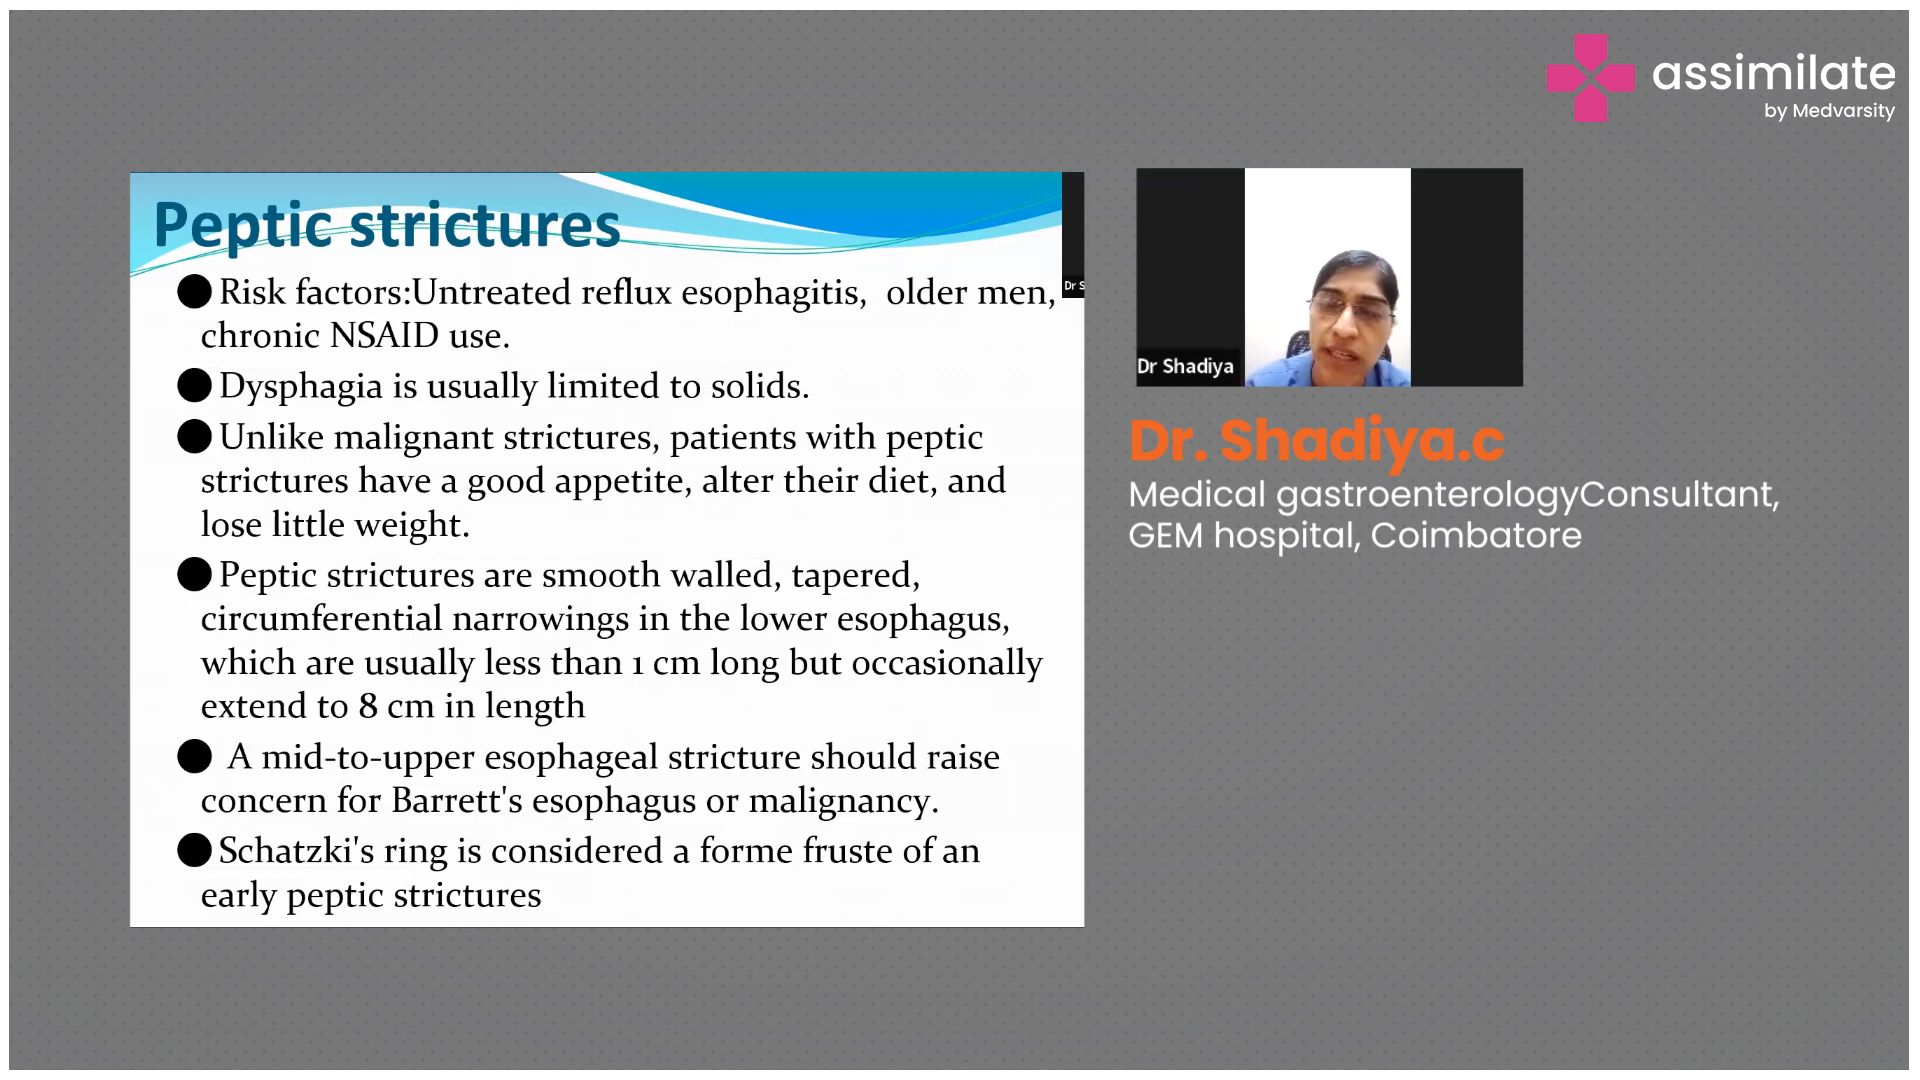 assimilate
by Medvarsity
Peptic strictures
● Risk factors:Untreated reflux esophagitis,  older men,
chronic NSAID use.
● Dysphagia is usually limited to solids.
● Unlike malignant strictures, patients with peptic
strictures have a good appetite, alter their diet, and
lose little weight.
● Peptic strictures are smooth walled, tapered,
circumferential narrowings in the lower esophagus,
which are usually less than 1 cm long but occasionally
extend to 8 cm in length
● A mid-to-upper esophageal stricture should raise
concern for Barrett's esophagus or malignancy.
● Schatzki's ring is considered a forme fruste of an
early peptic strictures
Dr S
Dr Shadiya
Dr. Shadiya.c
Medical gastroenterologyConsultant,
GEM hospital, Coimbatore